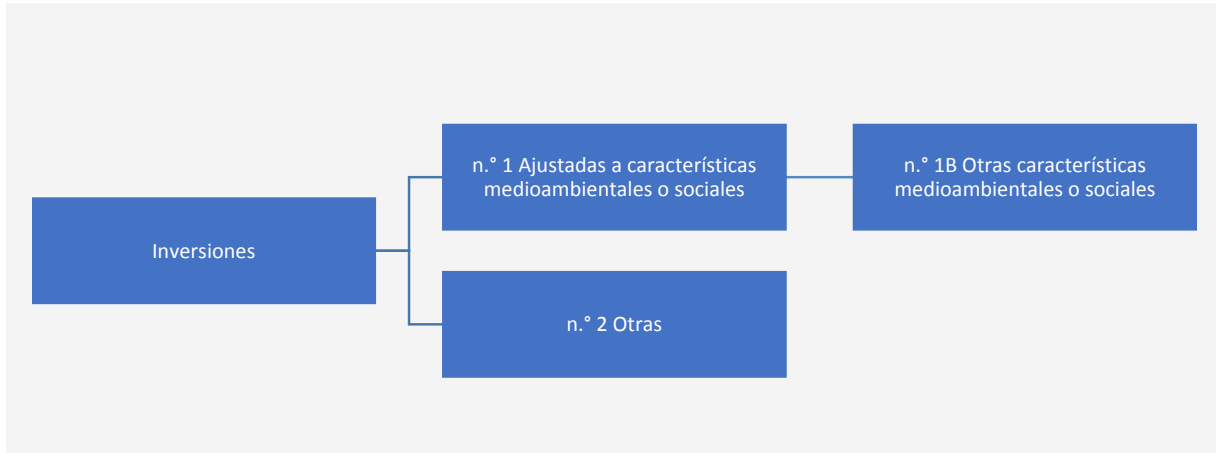 n.° 1 Ajustadas a características
medioambientales o sociales
n.° 1B Otras características
medioambientales o sociales
Inversiones
n.° 2 Otras